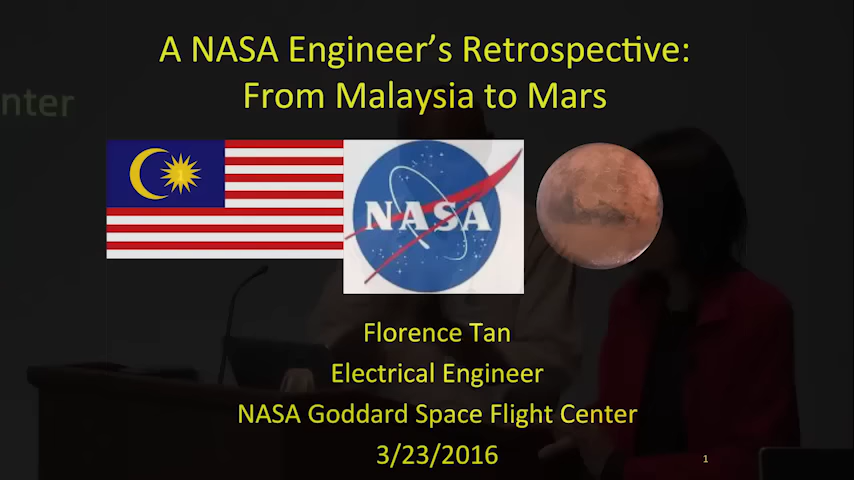 A NASA Engineer's Retrospective:
From Malaysia to Mars
nter
NASA
Florence Tan
Electrical Engineer
NASA Goddard Space Flight Center
3/23/2016
1